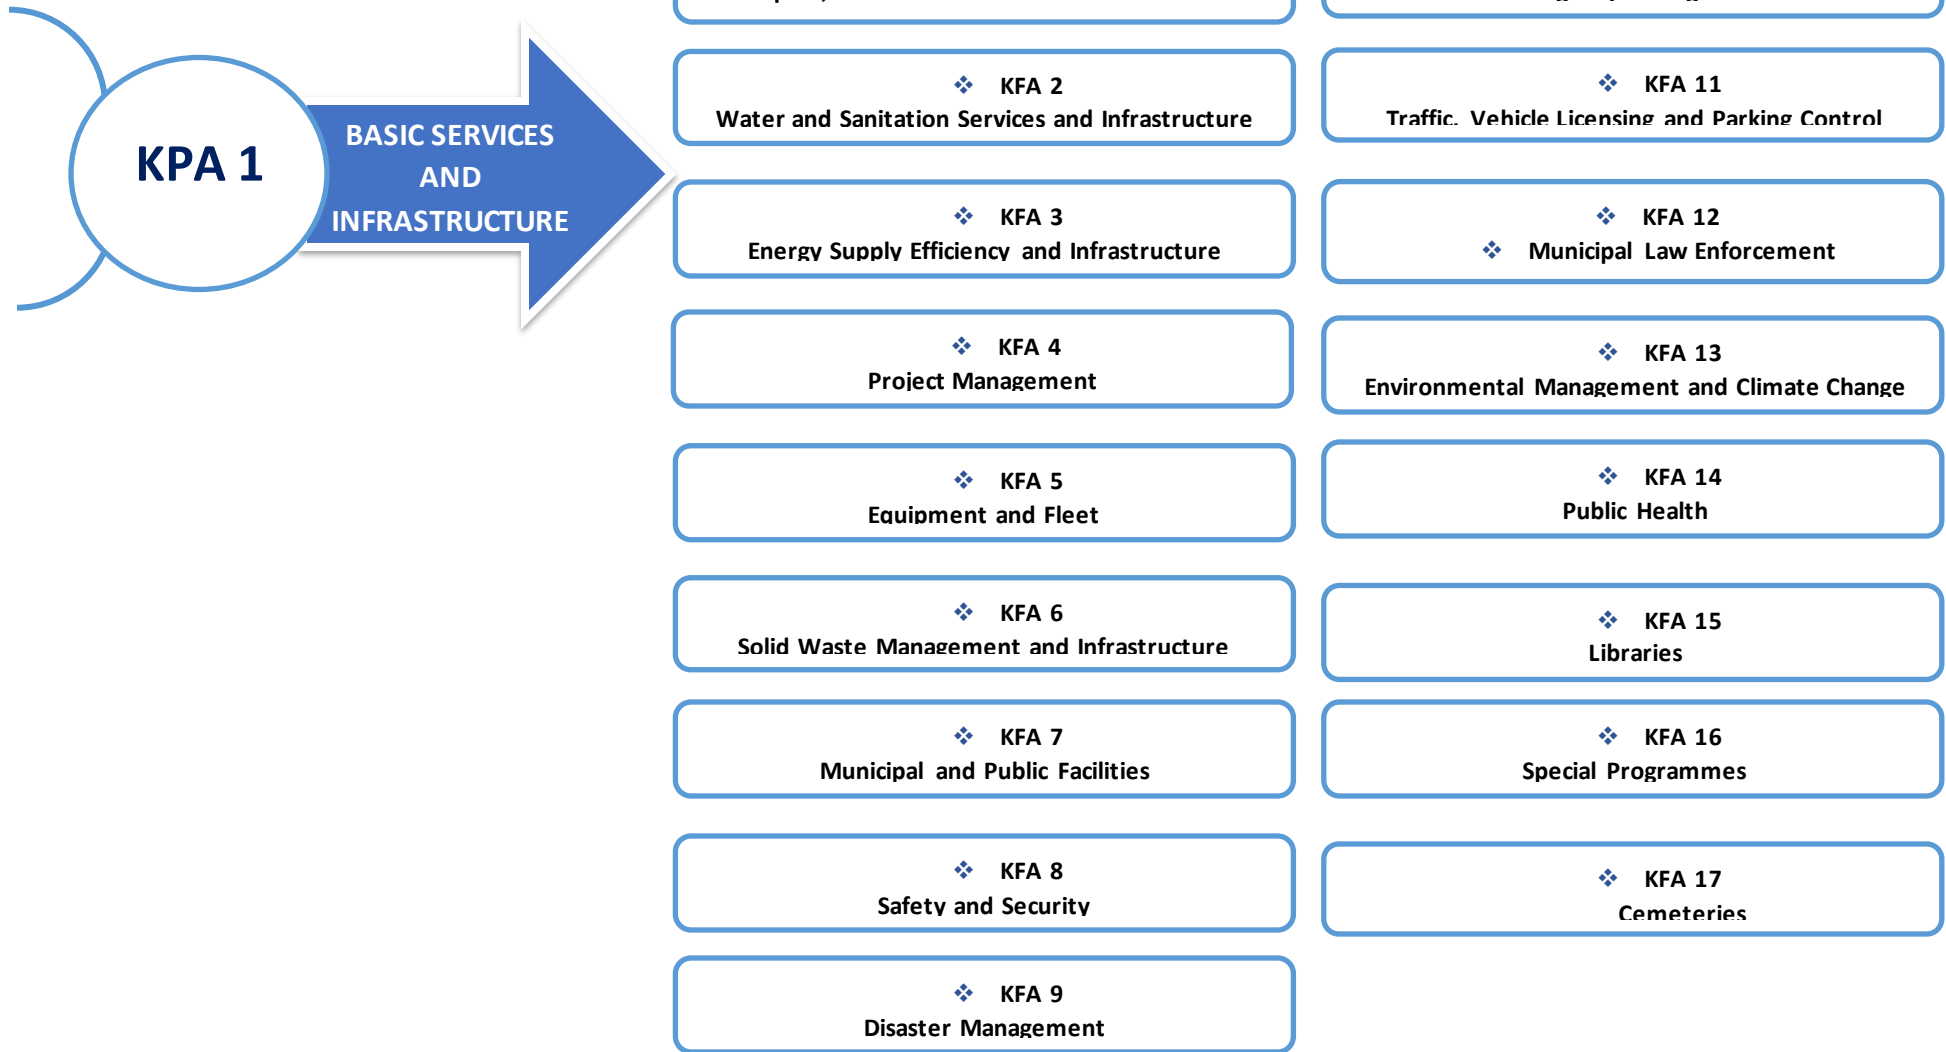 KPA 1
BASIC SERVICES
AND
INFRASTRUCTURE
❖ KFA 2
Water and Sanitation Services and Infrastructure
❖ KFA 3
Energy Supply Efficiency and Infrastructure
❖ KFA 4
Project Management
❖ KFA 5
Equipment and Fleet
❖ KFA 6
Solid Waste Management and Infrastructure
❖ KFA 7
Municipal and Public Facilities
❖ KFA 8
Safety and Security
❖ KFA 9
Disaster Management
❖ KFA 11
Traffic, Vehicle Licensing and Parking Control
❖ KFA 12
❖ Municipal Law Enforcement
❖ KFA 13
Environmental Management and Climate Change
❖ KFA 14
Public Health
❖ KFA 15
Libraries
❖ KFA 16
Special Programmes
❖ KFA 17
Cemeteries